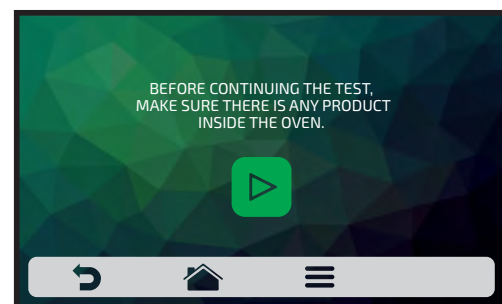 BEFORE CONTINUING THE TEST,
MAKE SURE THERE IS ANY PRODUCT
INSIDE THE OVEN.